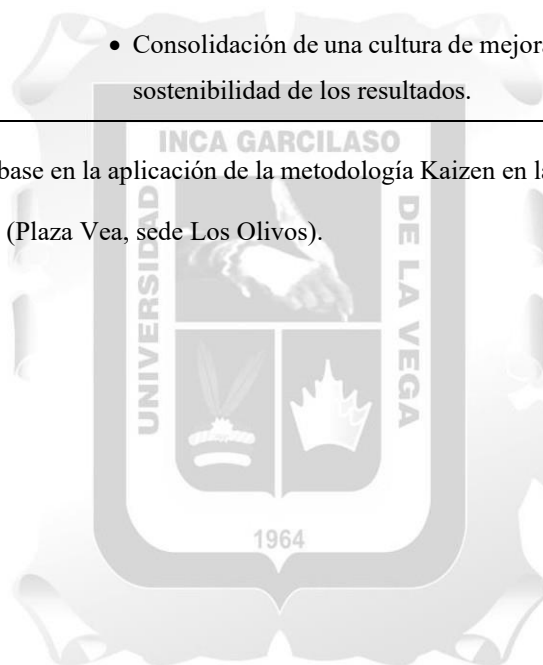 • Consolidación de una cultura de mejora
sostenibilidad de los resultados.
INCA GARCILASO
base en la aplicación de la metodología Kaizen en la
(Plaza Vea, sede Los Olivos).
UNIVERSIDAD
DE LA VEGA
1964